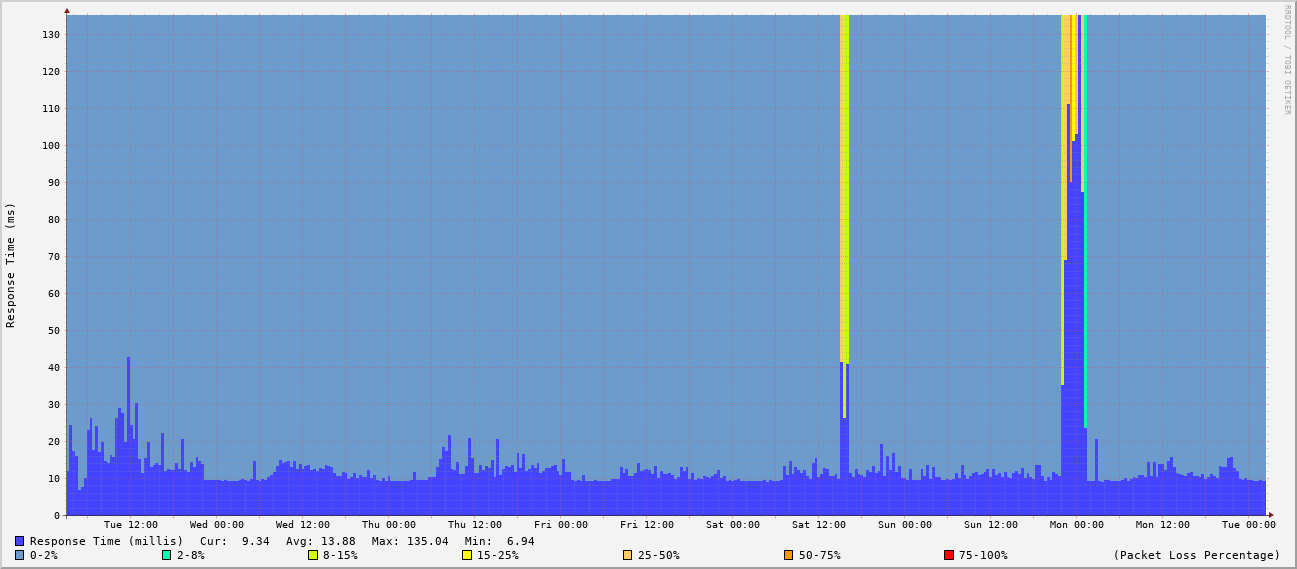 RRDTOOL / TOBI OETIKER
Response Time (ms)
130
120
110
100
90
80
70
60
50
40
30
20
10
0
Tue 12:00 Wed 00:00 Wed 12:00 Thu 00:00 Thu 12:00 Fri 00:00 Fri 12:00 Sat 00:00 Sat 12:00 Sun 00:00 Sun 12:00 Mon 00:00 Mon 12:00 Tue 00:00
Response Time (millis) Cur: 9.34 Avg: 13.88 Max: 135.04 Min: 6.94
0-2% 2-8% 8-15% 15-25% 25-50% 50-75% 75-100% (Packet Loss Percentage)